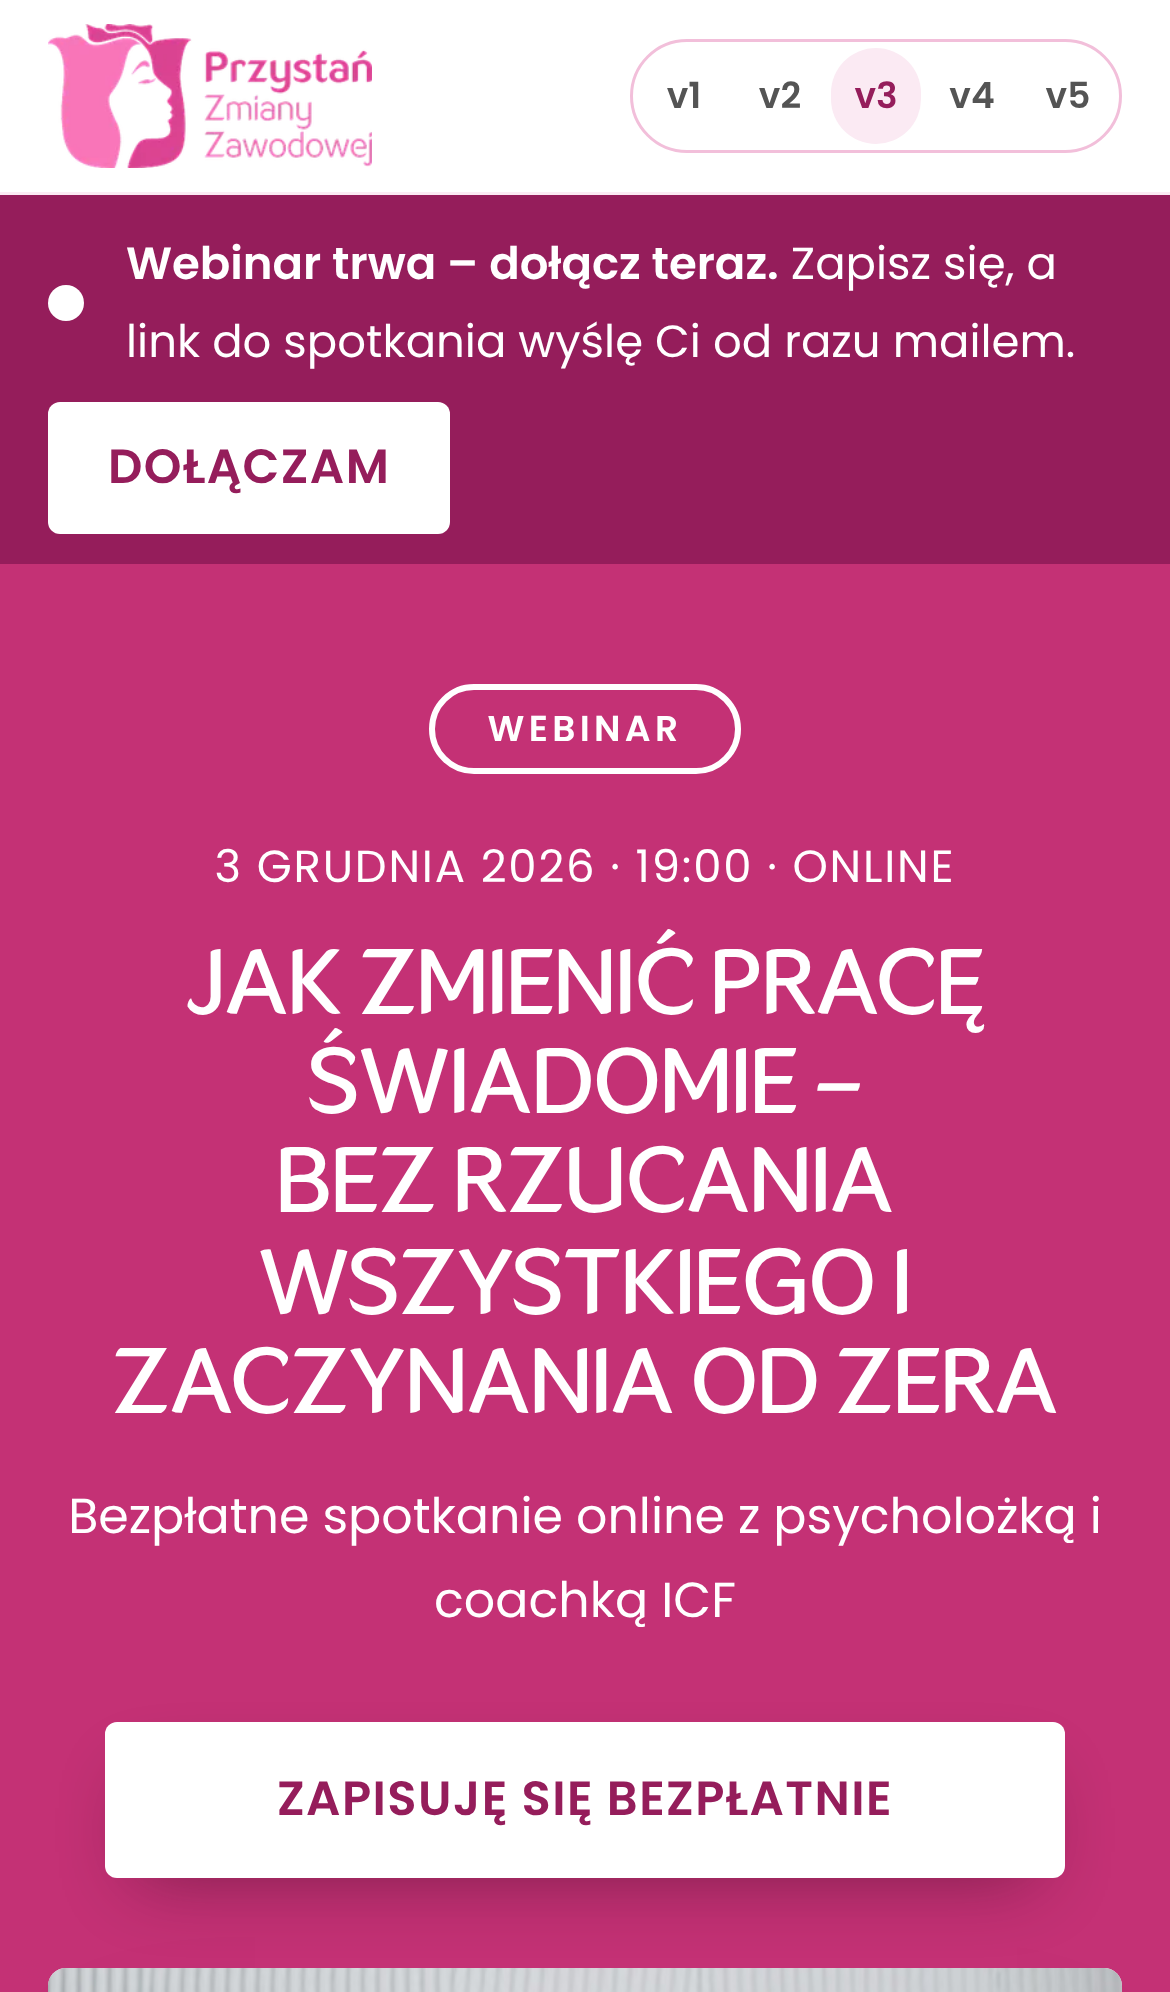 Przystań
Zmiany
Zawodowej
v1 v2 v3 v4 v5
Webinar trwa – dołącz teraz. Zapisz się, a
link do spotkania wyślę Ci od razu mailem.
DOŁĄCZAM
WEBINAR
3 GRUDNIA 2026 · 19:00 · ONLINE
JAK ZMIENIĆ PRACĘ
ŚWIADOMIE –
BEZ RZUCANIA
WSZYSTKIEGO I
ZACZYNANIA OD ZERA
Bezpłatne spotkanie online z psycholożką i
coachką ICF
ZAPISUJĘ SIĘ BEZPŁATNIE